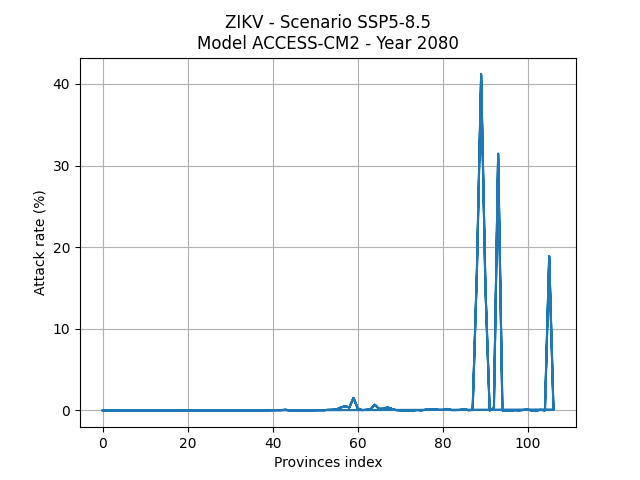 ZIKV - Scenario SSP5-8.5
Model ACCESS-CM2 - Year 2080
40
30
20
10
0
Attack rate (%)
0 20 40 60 80 100
Provinces index